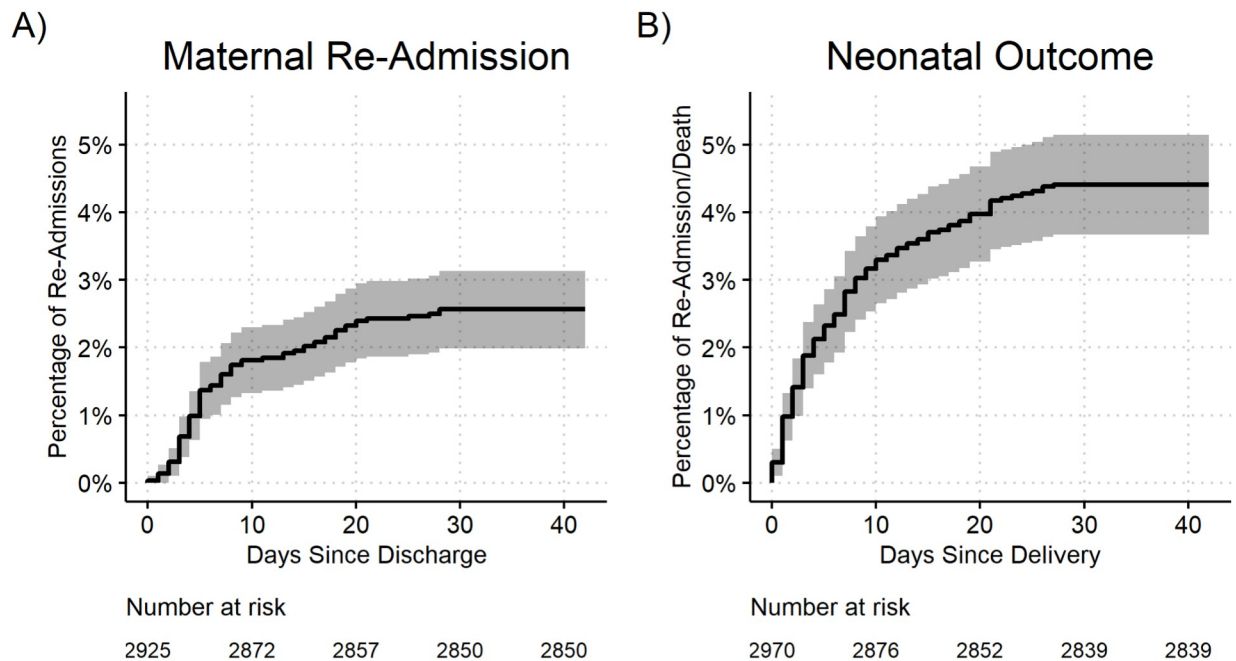 A)
Maternal Re-Admission
Percentage of Re-Admissions
5%
4%
3%
2%
1%
0%
0 10 20 30 40
Days Since Discharge
Number at risk
2925 2872 2857 2850 2850
B)
Neonatal Outcome
Percentage of Re-Admission/Death
5%
4%
3%
2%
1%
0%
0 10 20 30 40
Days Since Delivery
Number at risk
2970 2876 2852 2839 2839